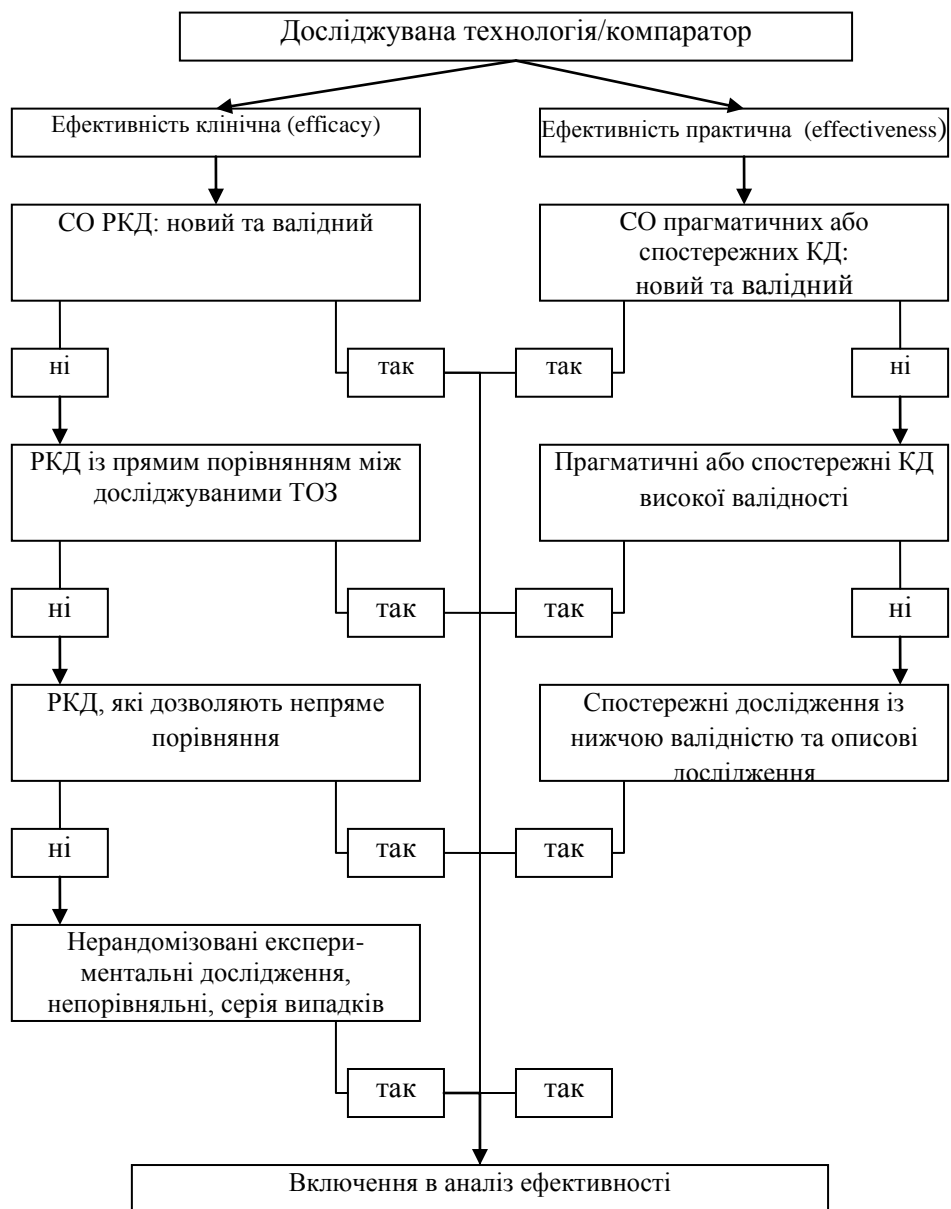 Досліджувана технологія/компаратор
Ефективність клінічна (efficacy)
Ефективність практична (effectiveness)
СО РКД: новий та валідний
СО прагматичних або
спостережних КД:
новий та валідний
ні
так
так
ні
РКД із прямим порівнянням між
досліджуваними ТОЗ
Прагматичні або спостережні КД
високої валідності
ні
так
так
ні
РКД, які дозволяють непряме
порівняння
Спостережні дослідження із
нижчою валідністю та описові
дослідження
ні
так
так
Нерандомізовані експери-
ментальні дослідження,
непорівняльні, серія випадків
так
так
Включення в аналіз ефективності